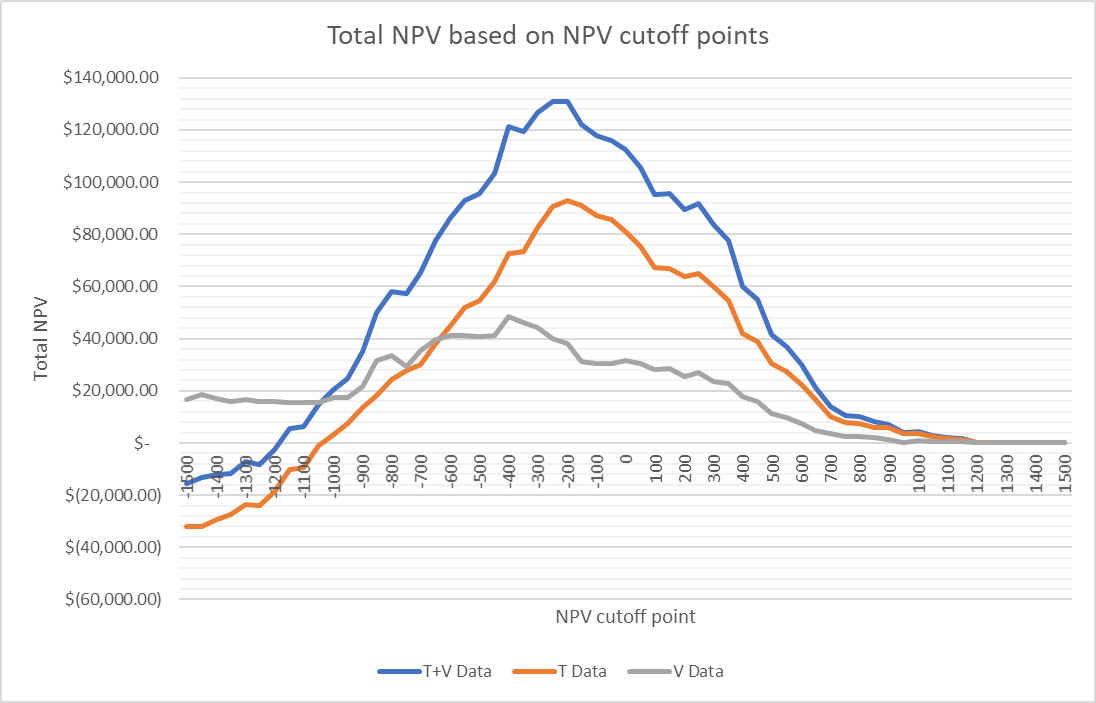 Total NPV based on NPV cutoff points
$140,000.00
$120,000.00
$100,000.00
$80,000.00
$60,000.00
$40,000.00
$20,000.00
$-
$(20,000.00)
$(40,000.00)
$(60,000.00)
Total NPV
-1500 -1400 -1300 -1200 -1100 -1000 -900 -800 -700 -600 -500 -400 -300 -200 -100 0 100 200 300 400 500 600 700 800 900 1000 1100 1200 1300 1400 1500
NPV cutoff point
T+V Data T Data V Data